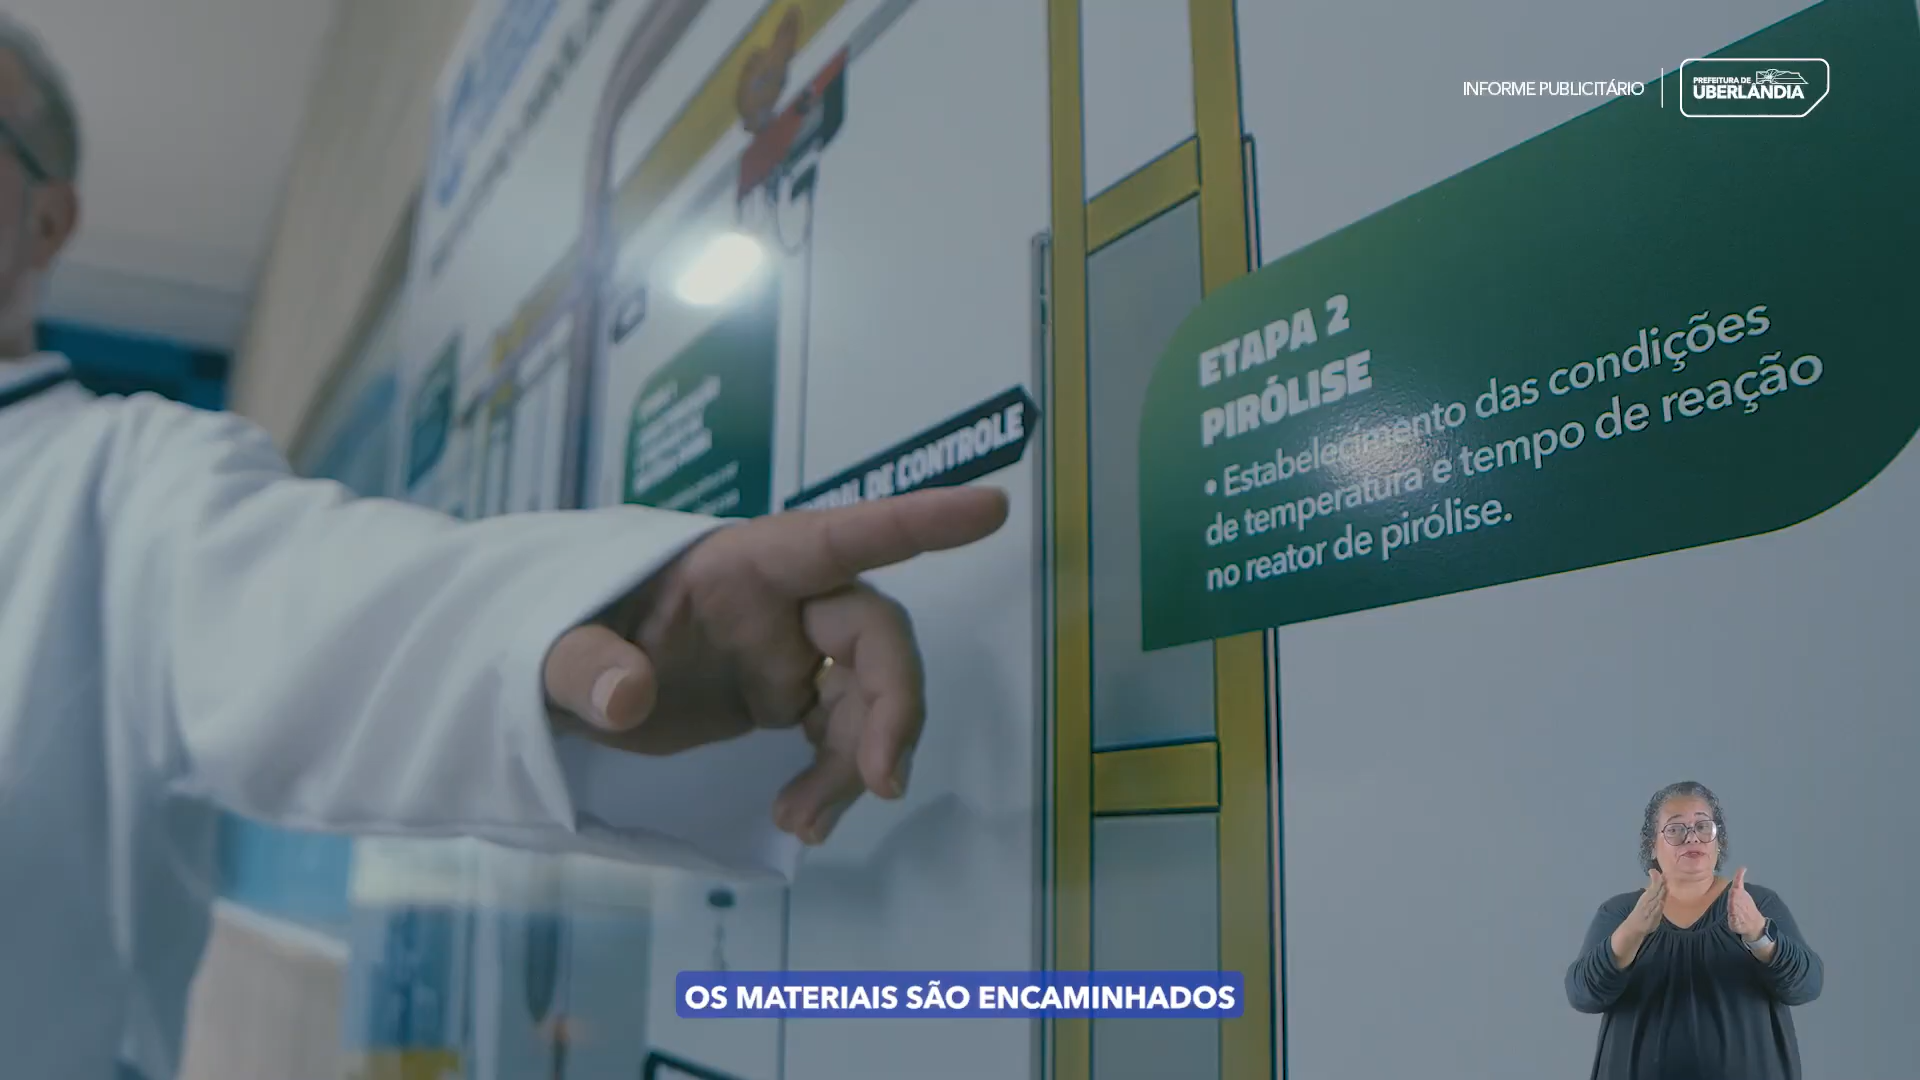 INFORME PUBLICITÁRIO
PREFEITURA DE
UBERLÂNDIA
ETAPA 2
PIRÓLISE
• Estabelecimento das condições
de temperatura e tempo de reação
no reator de pirólise.
DE CONTROLE
OS MATERIAIS SÃO ENCAMINHADOS